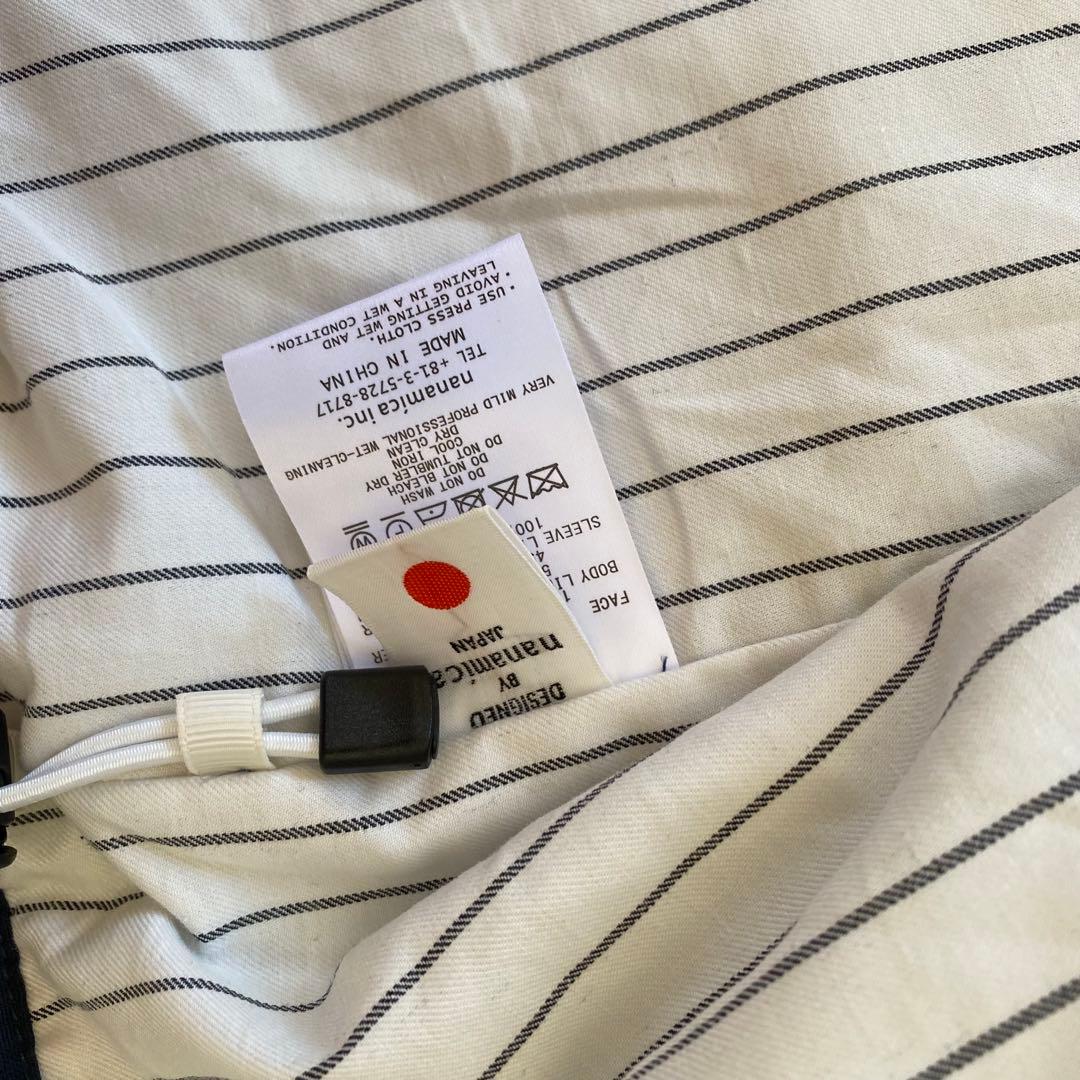 FACE
BODY LI
SLEEVE L
100
DO NOT WASH
DO NOT BLEACH
DO NOT TUMBLER DRY
COOL IRON
DRY CLEAN
VERY MILD PROFESSIONAL WET-CLEANING
nanamica inc.
TEL +81-3-5728-8717
MADE IN CHINA
・USE PRESS CLOTH.
・AVOID GETTING WET AND
LEAVING IN A WET CONDITION.
DESIGNED
BY
nanamica
JAPAN